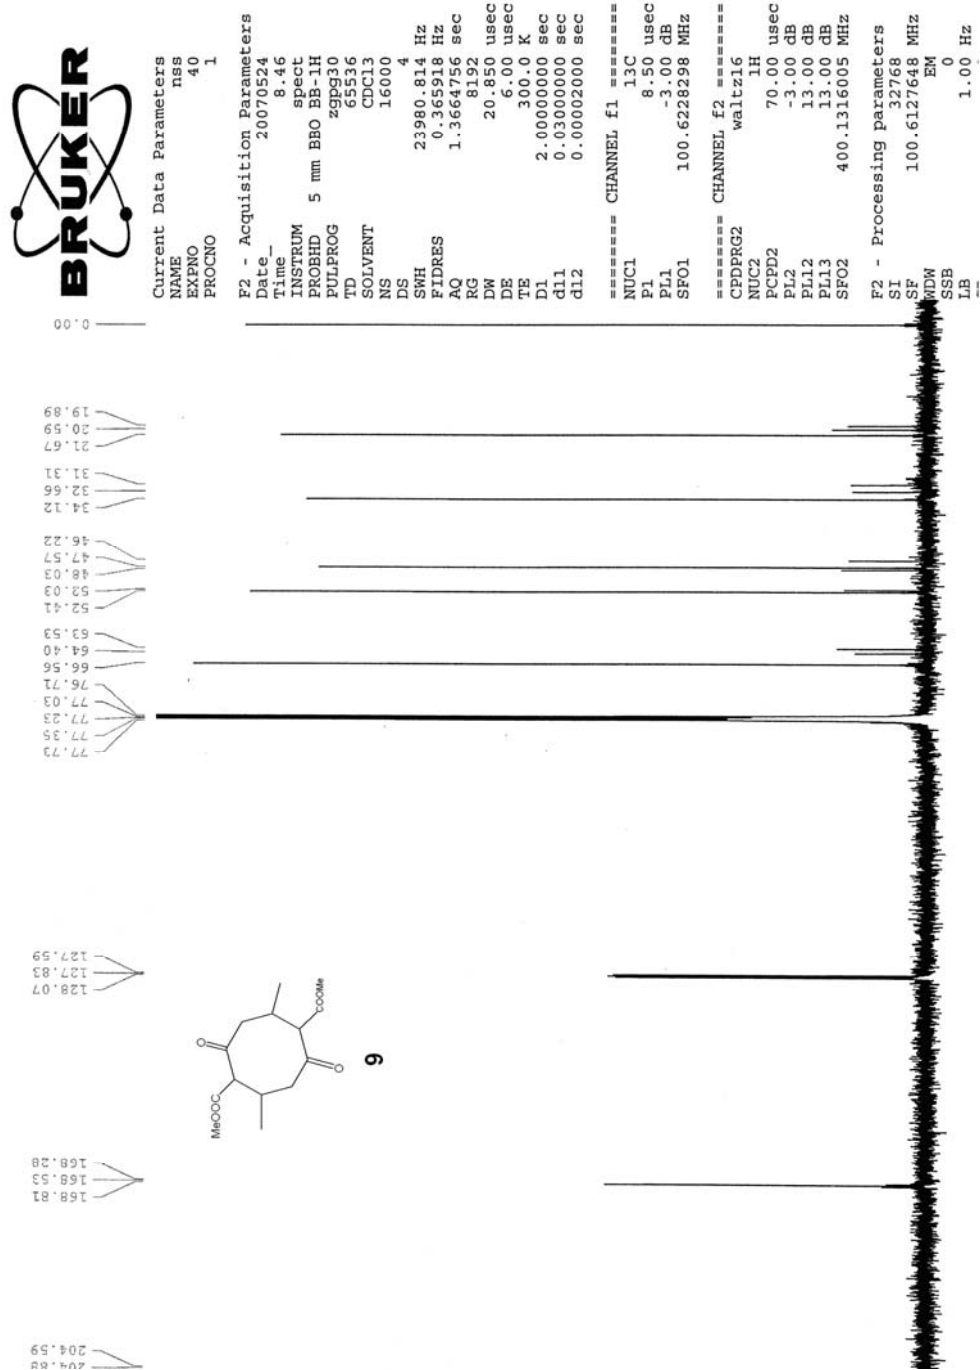 BRUKER
Current Data Parameters
NAME nss
EXPNO 40
PROCNO 1
F2 - Acquisition Parameters
Date_ 20070524
Time 8.46
INSTRUM spect
PROBHD 5 mm BBO BB-1H
PULPROG zgpg30
TD 65536
SOLVENT CDCl3
NS 16000
DS 4
SWH 23980.814 Hz
FIDRES 0.365918 Hz
AQ 1.3664756 sec
RG 8192
DW 20.850 usec
DE 6.00 usec
TE 300.0 K
D1 2.00000000 sec
d11 0.03000000 sec
d12 0.00002000 sec
======== CHANNEL f1 ========
NUC1 13C
P1 8.50 usec
PL1 -3.00 dB
SFO1 100.6228298 MHz
======== CHANNEL f2 ========
CPDPRG2 waltz16
NUC2 1H
PCPD2 70.00 usec
PL2 -3.00 dB
PL12 13.00 dB
PL13 13.00 dB
SFO2 400.1316005 MHz
F2 - Processing parameters
SI 32768
SF 100.6127648 MHz
WDW EM
SSB 0
LB 1.00 Hz
0.00
19.89
20.59
21.67
31.31
32.66
34.12
46.22
47.57
48.03
52.03
52.41
63.53
64.40
66.56
76.71
77.03
77.23
77.35
77.73
127.59
127.83
128.07
168.28
168.53
168.81
204.59
204.88
MeOOC
O
O
COOMe
9